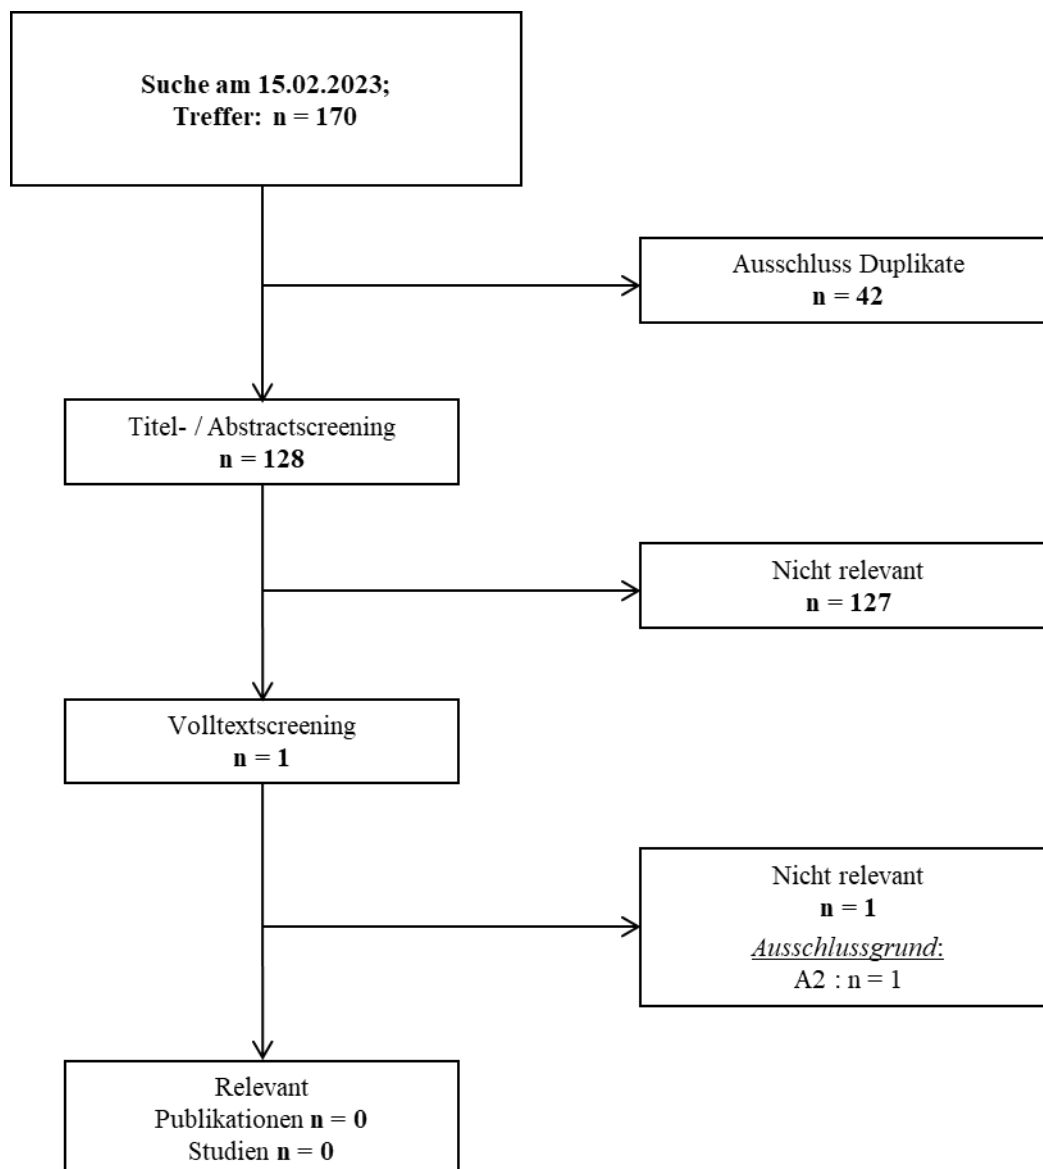 Suche am 15.02.2023;
Treffer: n = 170
Ausschluss Duplikate
n = 42
Titel- / Abstractscreening
n = 128
Nicht relevant
n = 127
Volltextscreening
n = 1
Nicht relevant
n = 1
Ausschlussgrund:
A2 : n = 1
Relevant
Publikationen n = 0
Studien n = 0